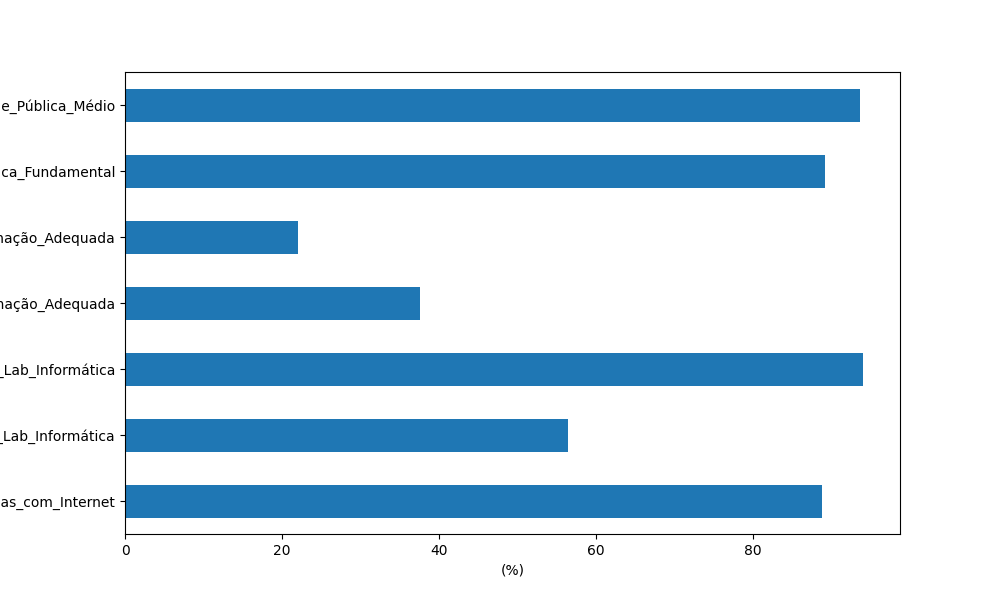 e_Pública_Médio
ca_Fundamental
nação_Adequada
nação_Adequada
_Lab_Informática
_Lab_Informática
as_com_Internet
0 20 40 60 80
(%)